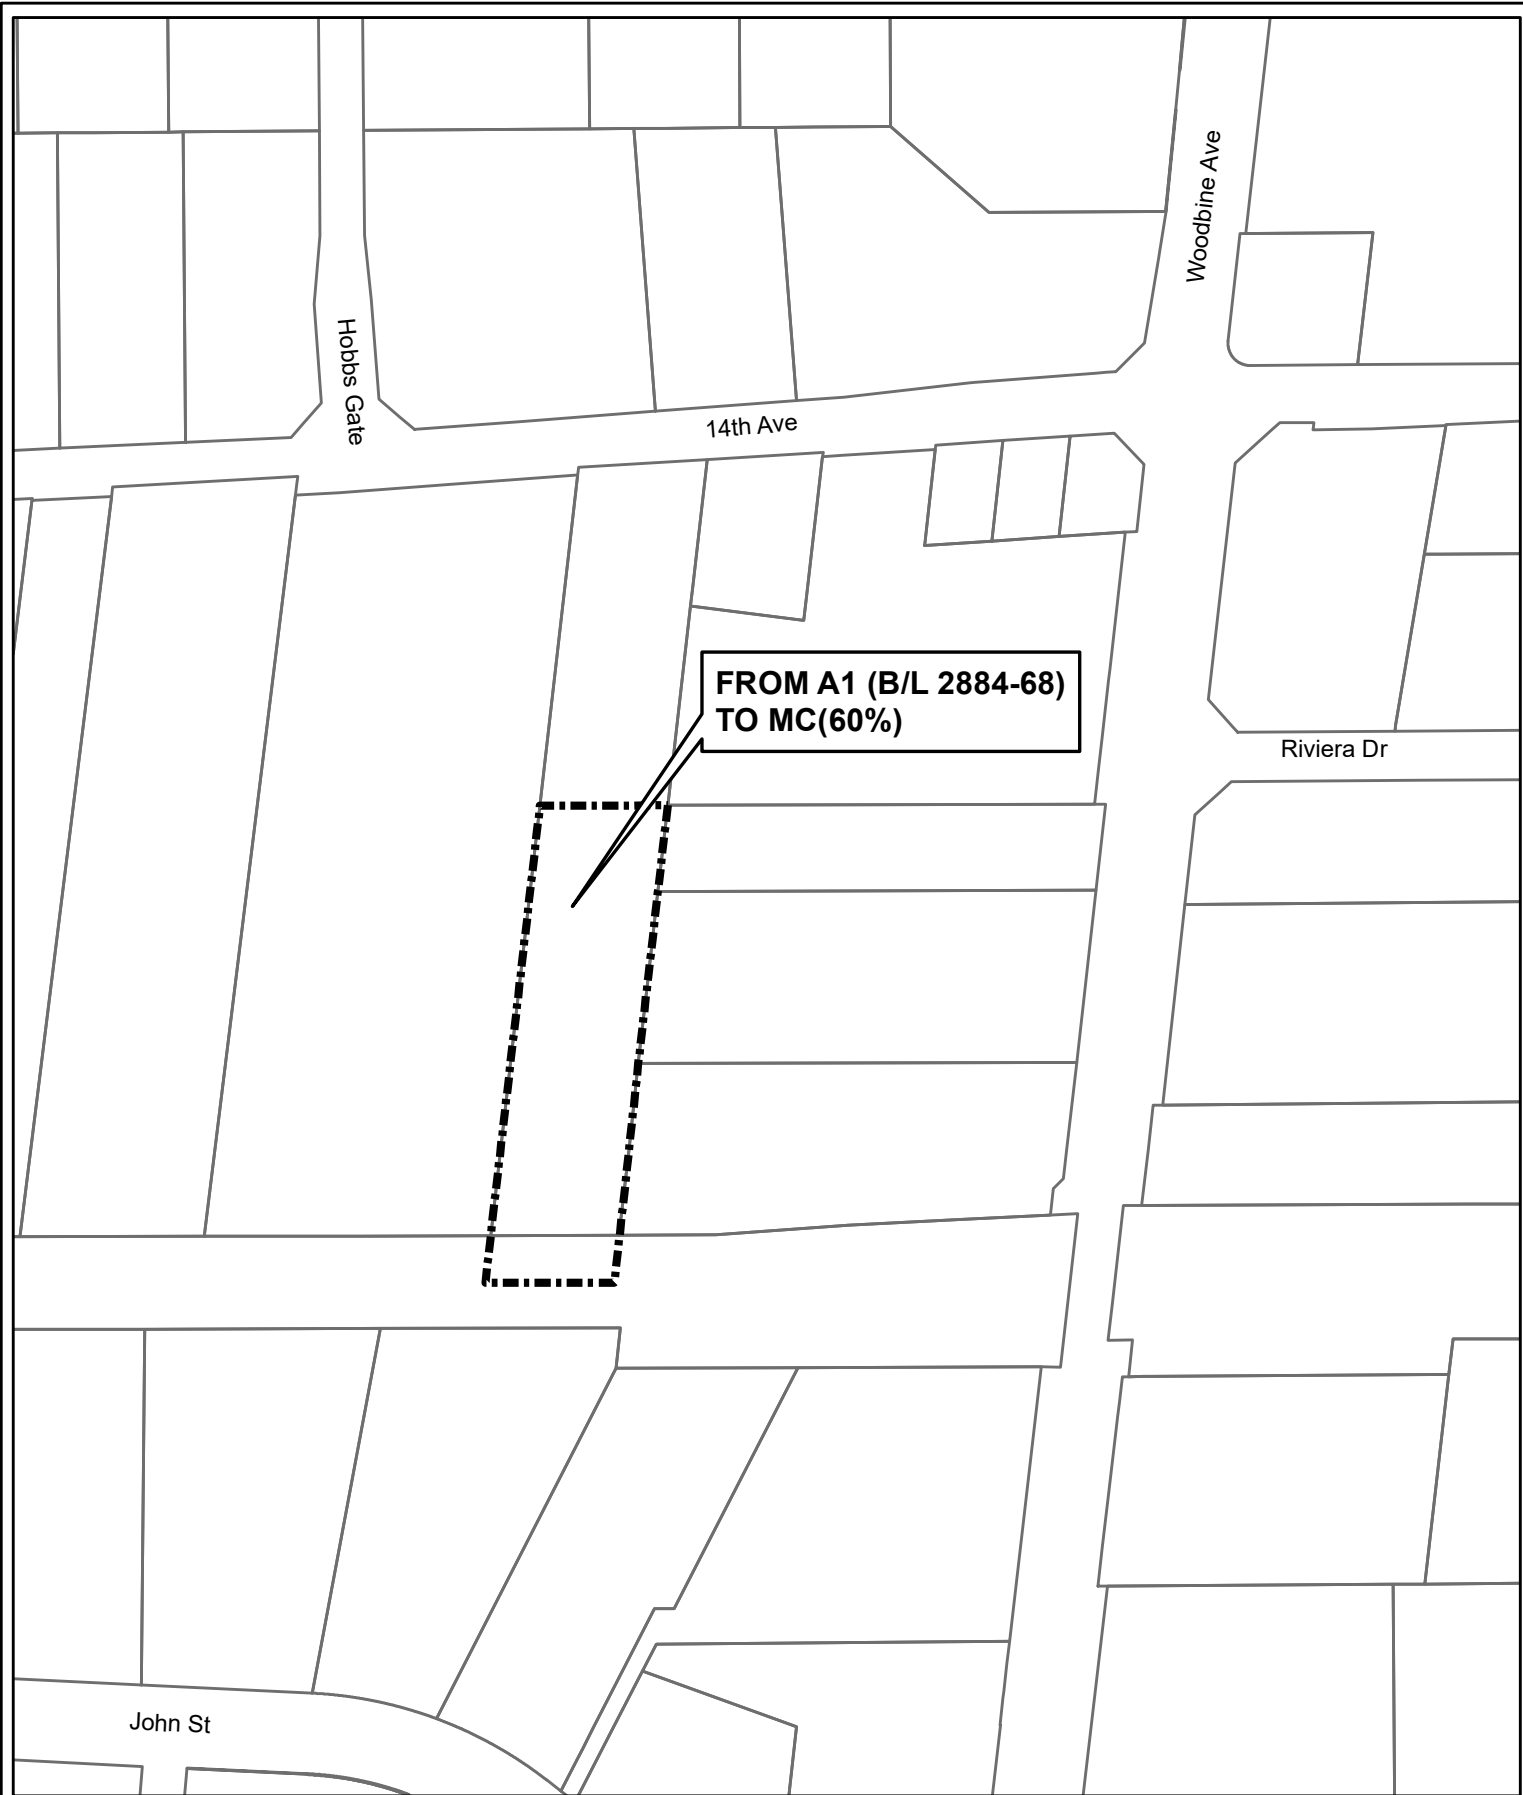 Woodbine Ave
Hobbs Gate
14th Ave
FROM A1 (B/L 2884-68)
TO MC(60%)
Riviera Dr
John St